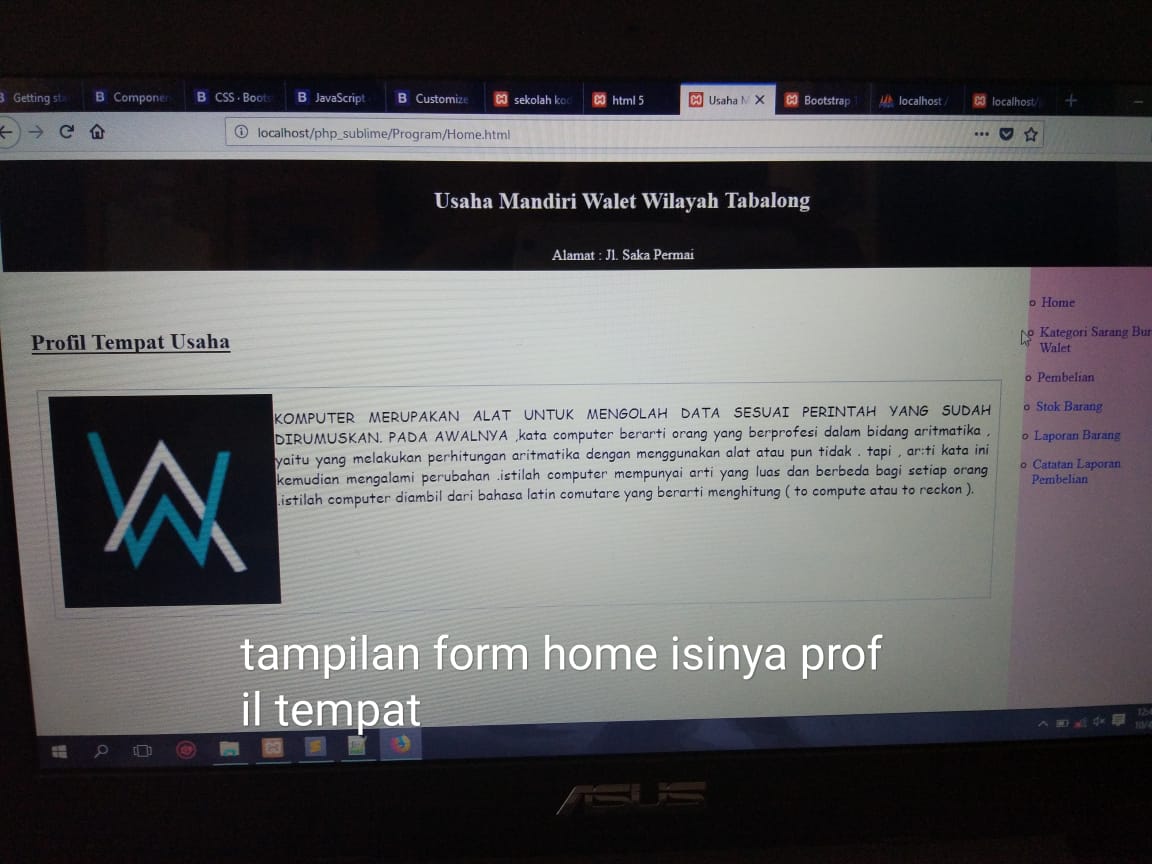 Getting sta
Componen
CSS · Boots
JavaScript
Customize
sekolah kod
html 5
Usaha M
Bootstrap
localhost /
localhost/
localhost/php_sublime/Program/Home.html
Usaha Mandiri Walet Wilayah Tabalong
Alamat : Jl. Saka Permai
Profil Tempat Usaha
KOMPUTER MERUPAKAN ALAT UNTUK MENGOLAH DATA SESUAI PERINTAH YANG SUDAH
DIRUMUSKAN. PADA AWALNYA ,kata computer berarti orang yang berprofesi dalam bidang aritmatika ,
yaitu yang melakukan perhitungan aritmatika dengan menggunakan alat atau pun tidak . tapi , ar:ti kata ini
kemudian mengalami perubahan .istilah computer mempunyai arti yang luas dan berbeda bagi setiap orang
.istilah computer diambil dari bahasa latin comutare yang berarti menghitung ( to compute atau to reckon ).
Home
Kategori Sarang Bur
Walet
Pembelian
Stok Barang
Laporan Barang
Catatan Laporan
Pembelian
tampilan form home isinya prof
il tempat
ASUS